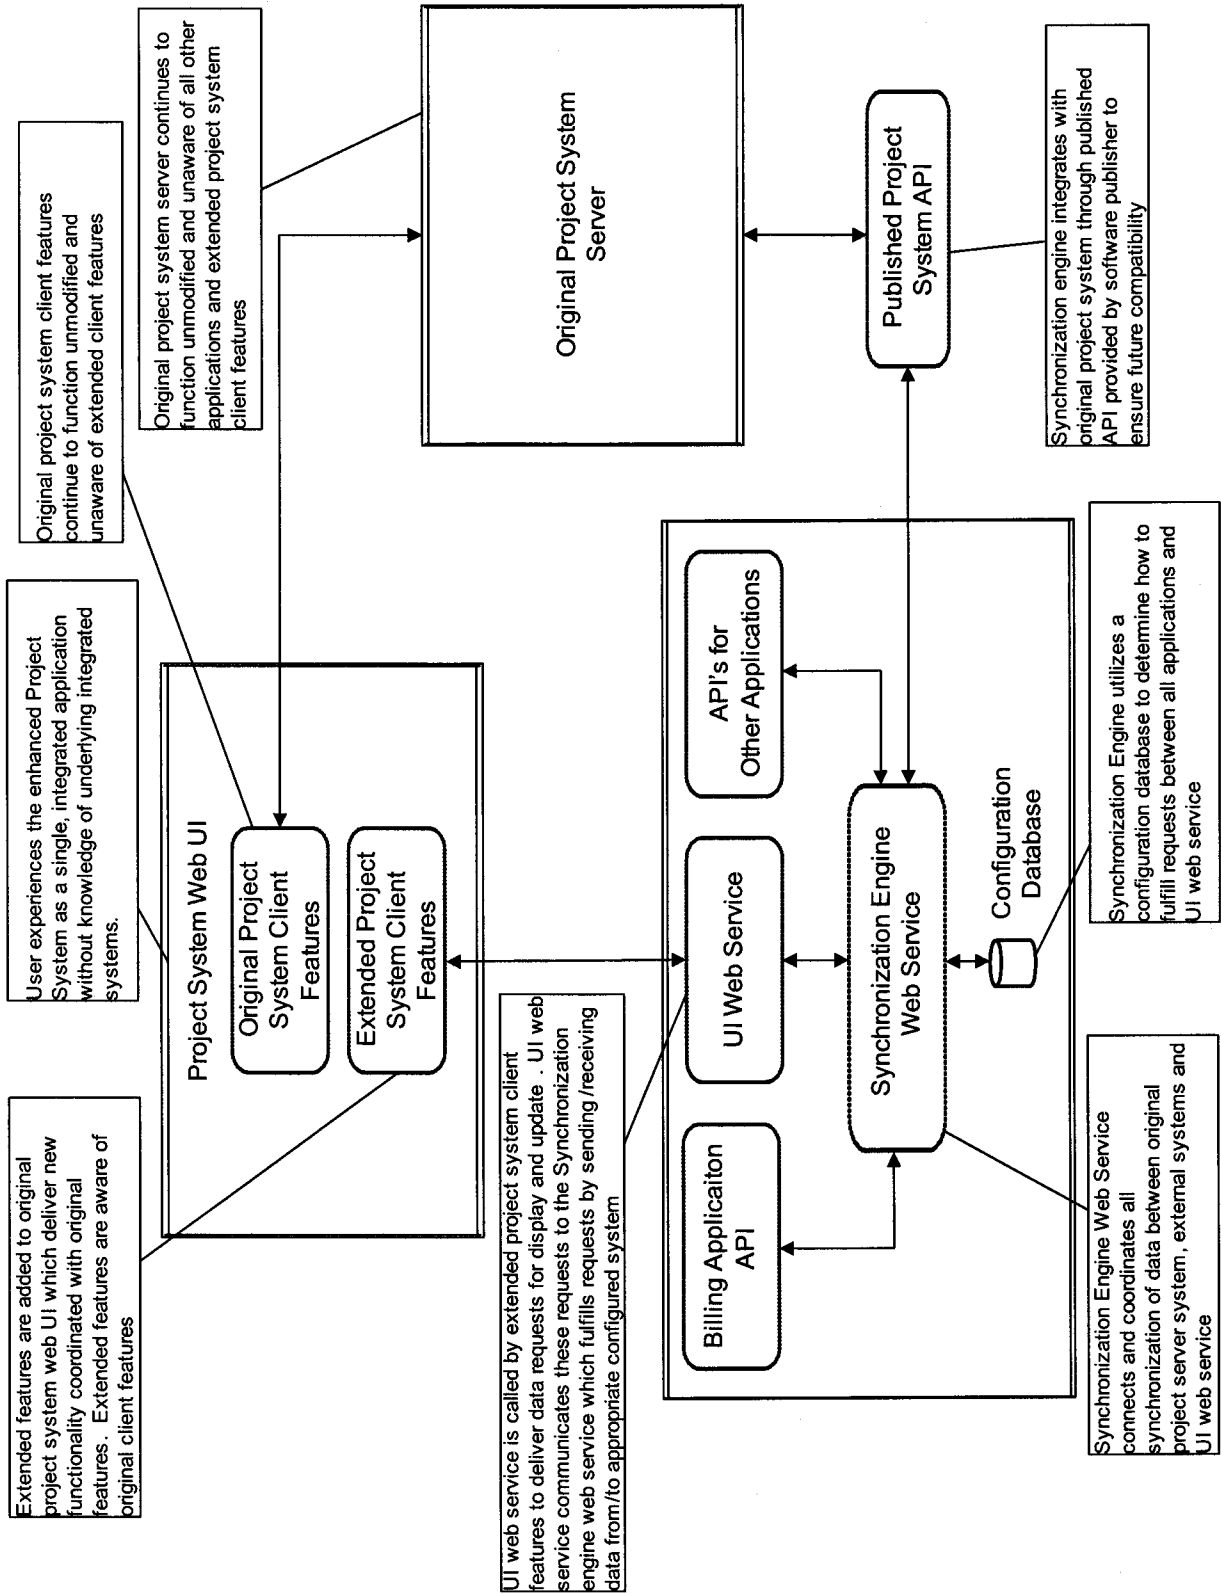 Extended features are added to original
project system web UI which deliver new
functionality coordinated with original
features. Extended features are aware of
original client features
User experiences the enhanced Project
System as a single, integrated application
without knowledge of underlying integrated
systems.
Original project system client features
continue to function unmodified and
unaware of extended client features
Original project system server continues to
function unmodified and unaware of all other
applications and extended project system
client features
Project System Web UI
Original Project
System Client
Features
Extended Project
System Client
Features
Original Project System
Server
UI web service is called by extended project system client
features to deliver data requests for display and update . UI web
service communicates these requests to the Synchronization
engine web service which fulfills requests by sending /receiving
data from/to appropriate configured system
Billing Applicaiton
API
UI Web Service
API's for
Other Applications
Synchronization Engine
Web Service
Configuration
Database
Published Project
System API
Synchronization Engine Web Service
connects and coordinates all
synchronization of data between original
project server system, external systems and
UI web service
Synchronization Engine utilizes a
configuration database to determine how to
fulfill requests between all applications and
UI web service
Synchronization engine integrates with
original project system through published
API provided by software publisher to
ensure future compatibility